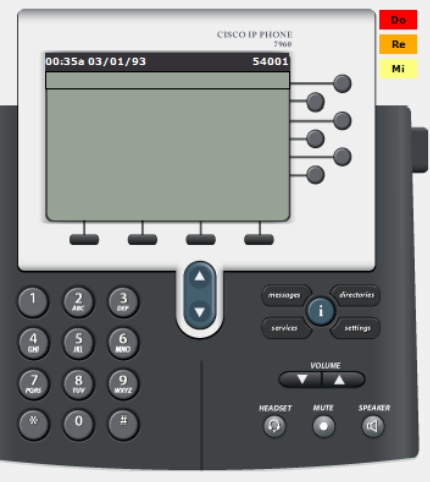 Do
CISCO IP PHONE
7960
Re
00:35a 03/01/93 54001
Mi
messages directories
i
services settings
1 2 ABC 3 DEF
4 GHI 5 JKL 6 MNO
7 PQRS 8 TUV 9 WXYZ
* 0 #
VOLUME
HEADSET MUTE SPEAKER